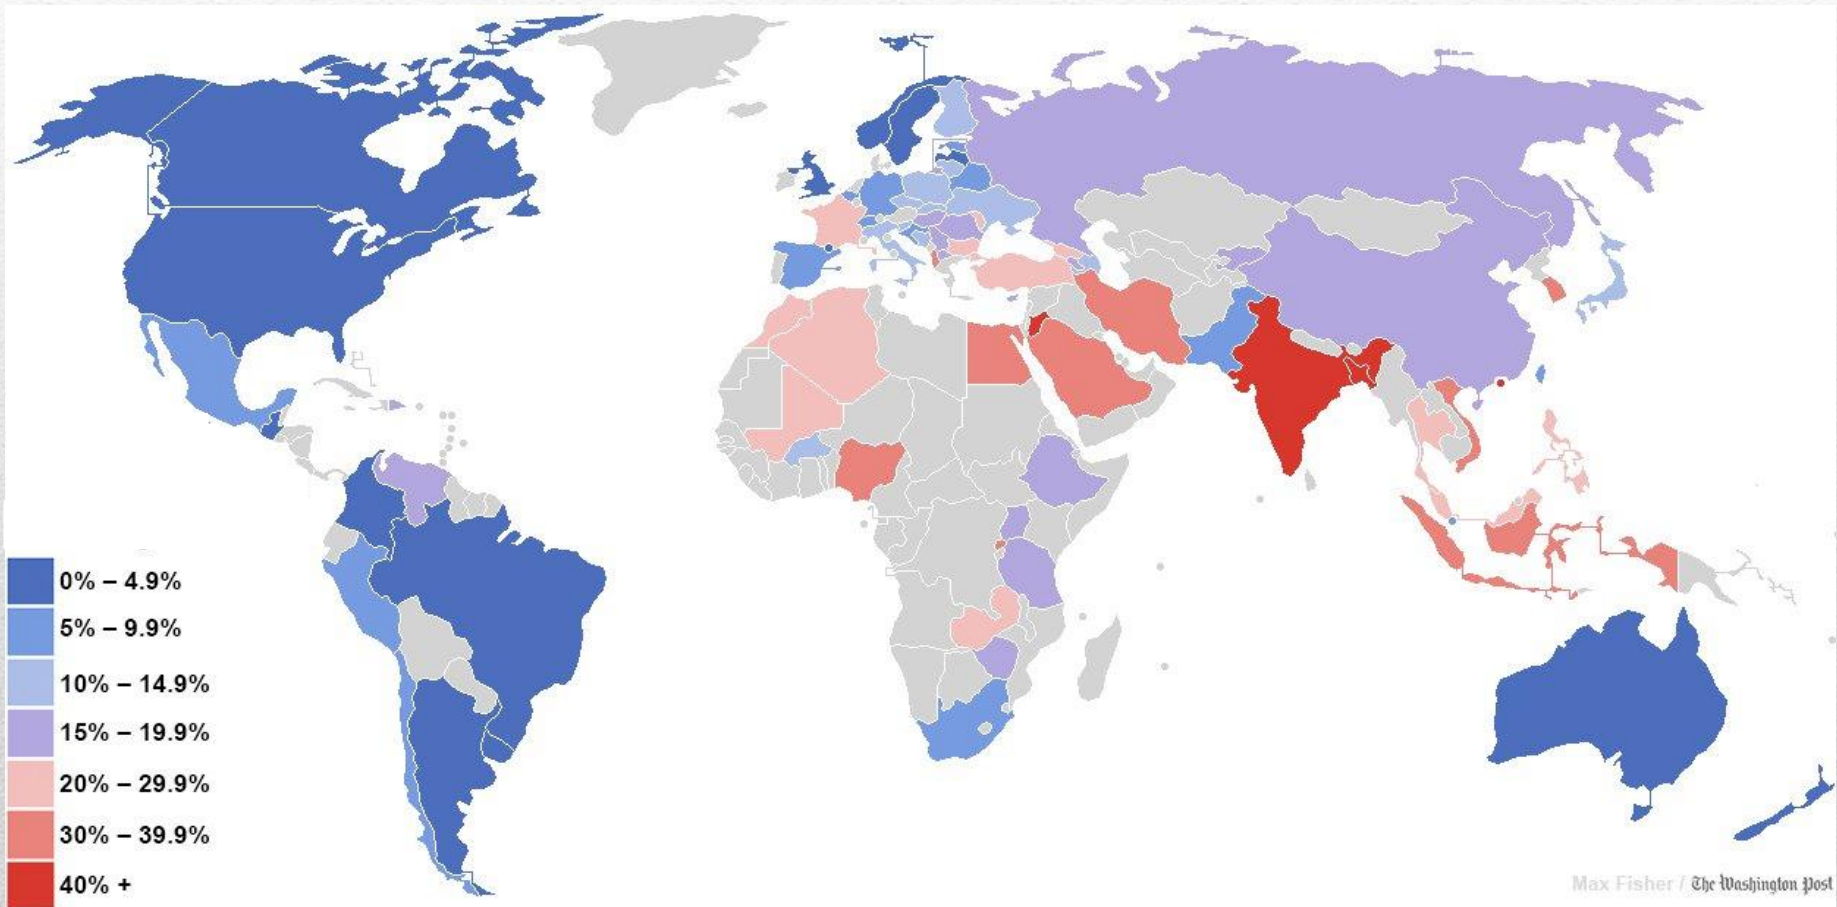 0% – 4.9%
5% – 9.9%
10% – 14.9%
15% – 19.9%
20% – 29.9%
30% – 39.9%
40% +
Max Fisher / The Washington Post